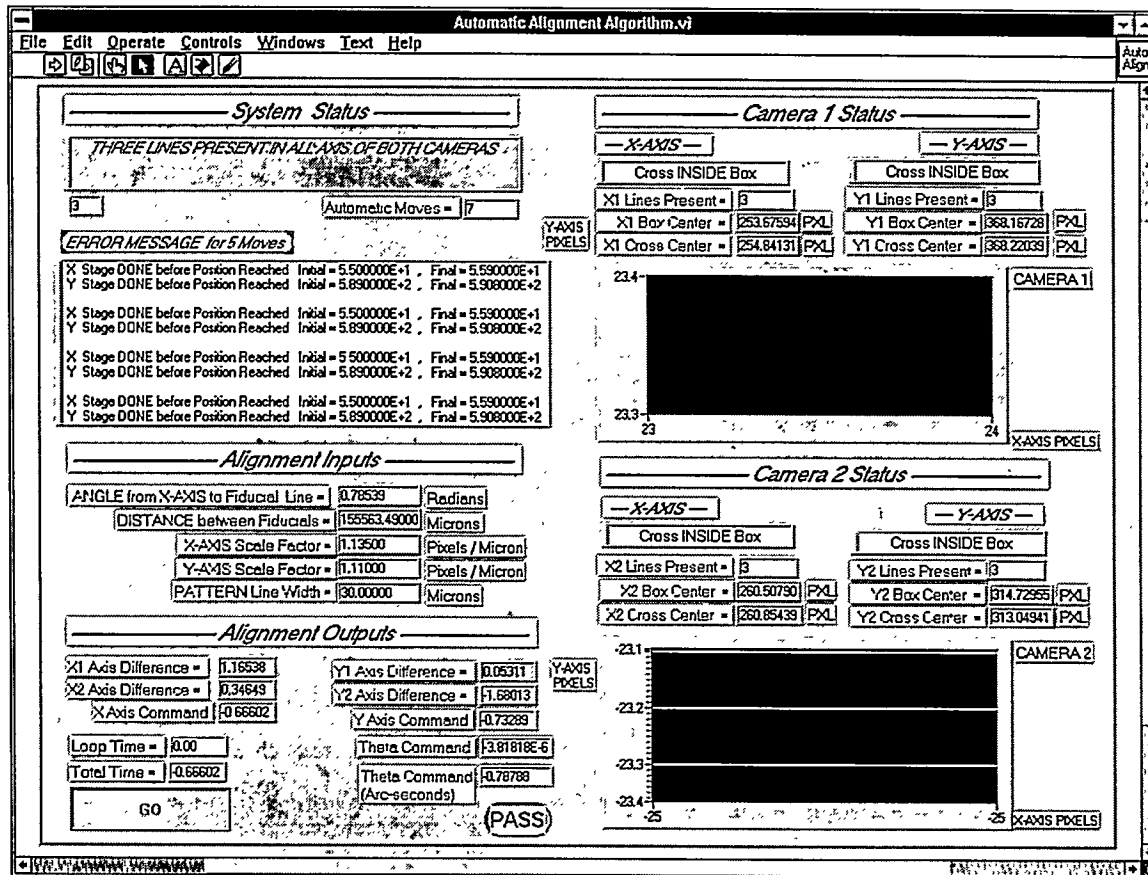 Automatic Alignment Algorithm.vi
File Edit Operate Controls Windows Text Help
Auto
Align
System Status
THREE LINES PRESENT IN ALL AXIS OF BOTH CAMERAS
3 Automatic Moves = 7
ERROR MESSAGE for 5 Moves
X Stage DONE before Position Reached Initial = 5.500000E+1 , Final = 5.590000E+1
Y Stage DONE before Position Reached Initial = 5.890000E+2 , Final = 5.908000E+2
X Stage DONE before Position Reached Initial = 5.500000E+1 , Final = 5.590000E+1
Y Stage DONE before Position Reached Initial = 5.890000E+2 , Final = 5.908000E+2
X Stage DONE before Position Reached Initial = 5.500000E+1 , Final = 5.590000E+1
Y Stage DONE before Position Reached Initial = 5.890000E+2 , Final = 5.908000E+2
X Stage DONE before Position Reached Initial = 5.500000E+1 , Final = 5.590000E+1
Y Stage DONE before Position Reached Initial = 5.890000E+2 , Final = 5.908000E+2
Alignment Inputs
ANGLE from X-AXIS to Fiducial Line = 0.78539 Radians
DISTANCE between Fiducials = 155563.49000 Microns
X-AXIS Scale Factor = 1.13500 Pixels / Micron
Y-AXIS Scale Factor = 1.11000 Pixels / Micron
PATTERN Line Width = 30.00000 Microns
Alignment Outputs
X1 Axis Difference = 1.16538
X2 Axis Difference = 0.34649
X Axis Command -0.66602
Y1 Axis Difference = 0.05311
Y2 Axis Difference = -1.68013
Y Axis Command -0.73289
Loop Time = 0.00
Total Time = -0.66602
Theta Command -3.81818E-6
Theta Command
(Arc-seconds) -0.78788
GO
PASS
Camera 1 Status
X-AXIS
Cross INSIDE Box
X1 Lines Present = 3
X1 Box Center = 253.67594 PXL
X1 Cross Center = 254.84131 PXL
Y-AXIS
Cross INSIDE Box
Y1 Lines Present = 3
Y1 Box Center = 368.16728 PXL
Y1 Cross Center = 368.22039 PXL
Y-AXIS
PIXELS
23.4
23.3
23 24
CAMERA 1
X-AXIS PIXELS
Camera 2 Status
X-AXIS
Cross INSIDE Box
X2 Lines Present = 3
X2 Box Center = 260.50790 PXL
X2 Cross Center = 260.85439 PXL
Y-AXIS
Cross INSIDE Box
Y2 Lines Present = 3
Y2 Box Center = 314.72955 PXL
Y2 Cross Center = 313.04941 PXL
Y-AXIS
PIXELS
-23.1
-23.2
-23.3
-23.4
-25 -25
CAMERA 2
X-AXIS PIXELS